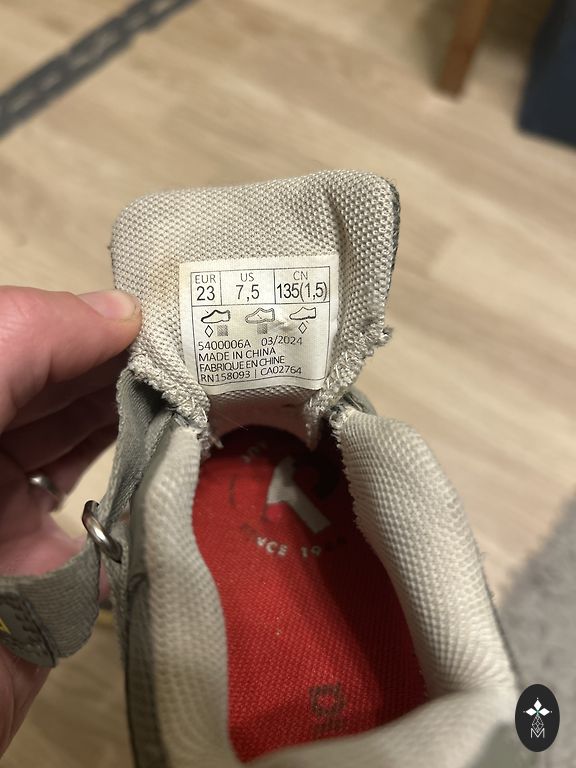 EUR US CN
23 7,5 135(1,5)
5400006A 03/2024
MADE IN CHINA
FABRIQUE EN CHINE
RN158093 | CA02764
SINCE